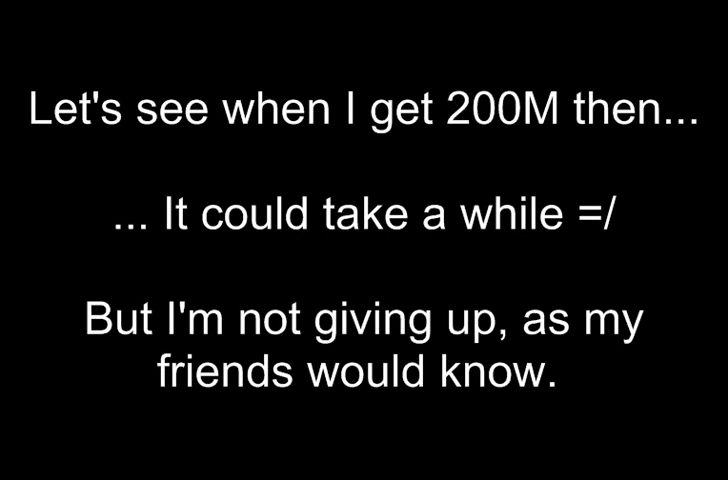 Let's see when I get 200M then...
... It could take a while =/
But I'm not giving up, as my
friends would know.